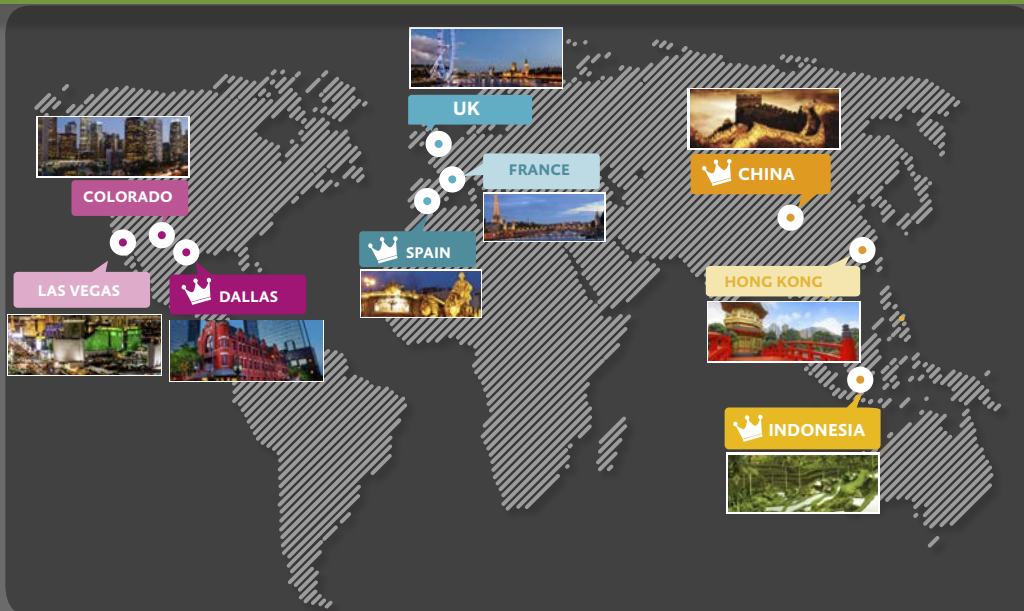 UK
CHINA
FRANCE
COLORADO
SPAIN
LAS VEGAS
DALLAS
HONG KONG
INDONESIA